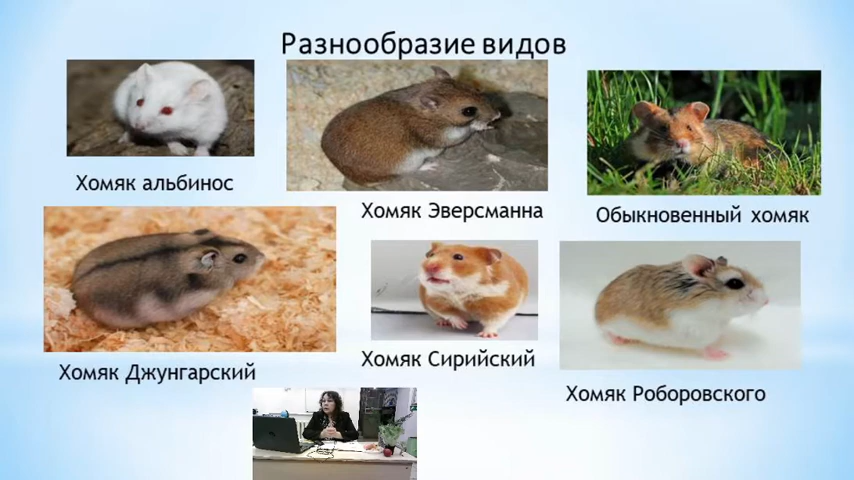 Разнообразие видов
Хомяк альбинос
Хомяк Эверсманна
Обыкновенный хомяк
Хомяк Джунгарский
Хомяк Сирийский
Хомяк Роборовского